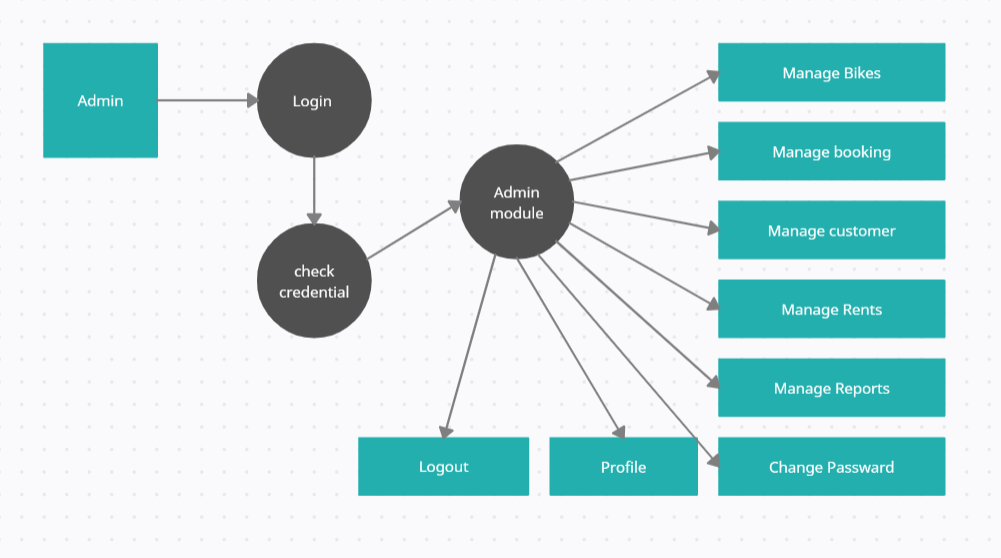 Admin
Login
check
credential
Admin
module
Manage Bikes
Manage booking
Manage customer
Manage Rents
Manage Reports
Change Passward
Logout
Profile